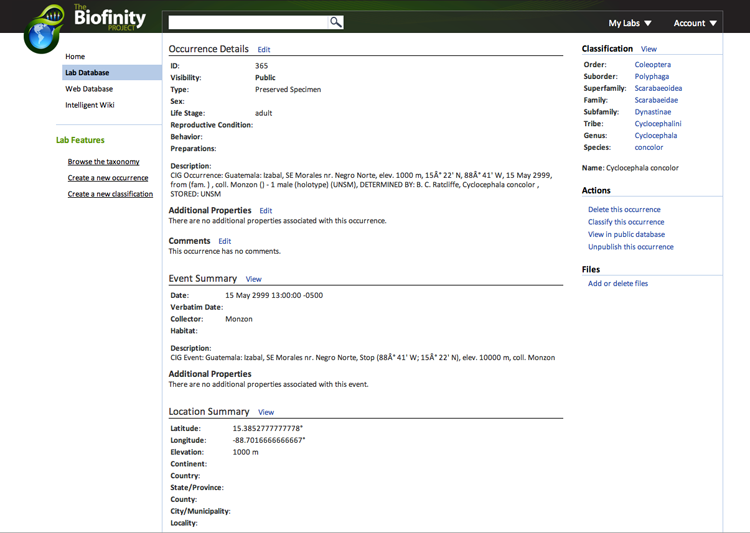 The
Biofinity
PROJECT
My Labs ▼ Account ▼
Home
Lab Database
Web Database
Intelligent Wiki
Lab Features
Browse the taxonomy
Create a new occurrence
Create a new classification
Occurrence Details Edit
ID: 365
Visibility: Public
Type: Preserved Specimen
Sex:
Life Stage: adult
Reproductive Condition:
Behavior:
Preparations:
Description:
CIG Occurrence: Guatemala: Izabal, SE Morales nr. Negro Norte, elev. 1000 m, 15Â° 22' N, 88Â° 41' W, 15 May 2999,
from (fam. ) , coll. Monzon () - 1 male (holotype) (UNSM), DETERMINED BY: B. C. Ratcliffe, Cyclocephala concolor ,
STORED: UNSM
Additional Properties Edit
There are no additional properties associated with this occurrence.
Comments Edit
This occurrence has no comments.
Event Summary View
Date: 15 May 2999 13:00:00 -0500
Verbatim Date:
Collector: Monzon
Habitat:
Description:
CIG Event: Guatemala: Izabal, SE Morales nr. Negro Norte, Stop (88Â° 41' W; 15Â° 22' N), elev. 10000 m, coll. Monzon
Additional Properties
There are no additional properties associated with this event.
Location Summary View
Latitude: 15.3852777777778°
Longitude: -88.7016666666667°
Elevation: 1000 m
Continent:
Country:
State/Province:
County:
City/Municipality:
Locality:
Classification View
Order: Coleoptera
Suborder: Polyphaga
Superfamily: Scarabaeoidea
Family: Scarabaeidae
Subfamily: Dynastinae
Tribe: Cyclocephalini
Genus: Cyclocephala
Species: concolor
Name: Cyclocephala concolor
Actions
Delete this occurrence
Classify this occurrence
View in public database
Unpublish this occurrence
Files
Add or delete files